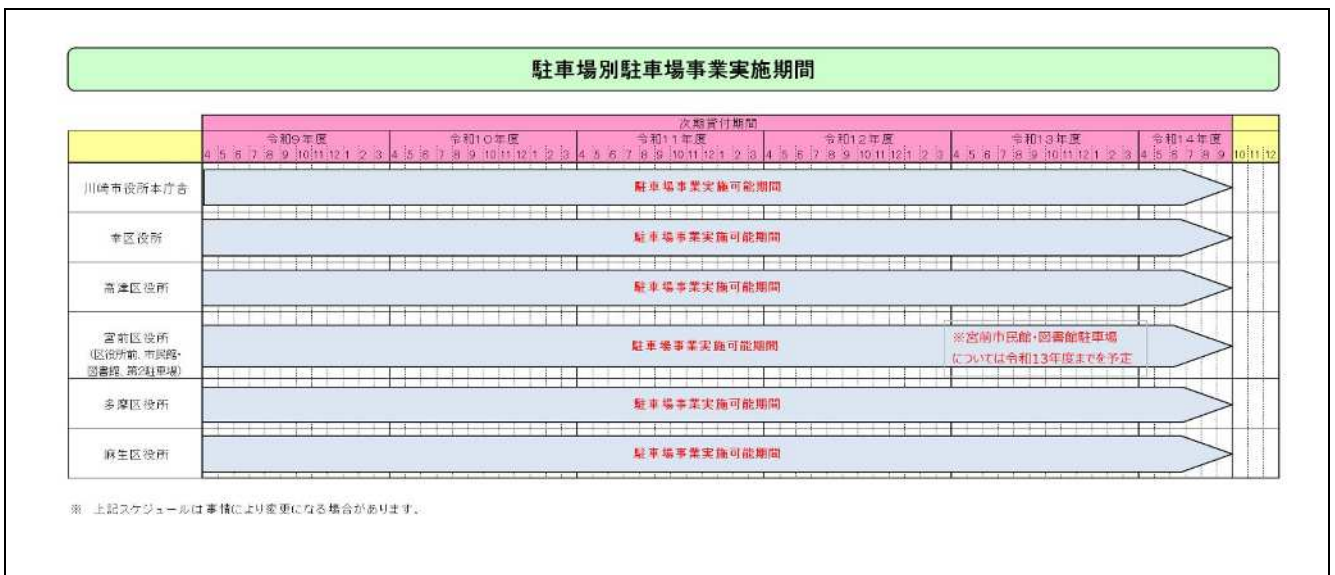 駐車場別駐車場事業実施期間
次期貸付期間
令和9年度 令和10年度 令和11年度 令和12年度 令和13年度 令和14年度
4 5 6 7 8 9 10 11 12 1 2 3 4 5 6 7 8 9 10 11 12 1 2 3 4 5 6 7 8 9 10 11 12 1 2 3 4 5 6 7 8 9 10 11 12 1 2 3 4 5 6 7 8 9 10 11 12 1 2 3 4 5 6 7 8 9 10 11 12
川崎市役所本庁舎 駐車場事業実施可能期間
幸区役所 駐車場事業実施可能期間
高津区役所 駐車場事業実施可能期間
宮前区役所
(区役所前、市民館・
図書館、第2駐車場)
駐車場事業実施可能期間
※宮前市民館・図書館駐車場
については令和13年度までを予定
多摩区役所 駐車場事業実施可能期間
麻生区役所 駐車場事業実施可能期間
※ 上記スケジュールは事情により変更になる場合があります。